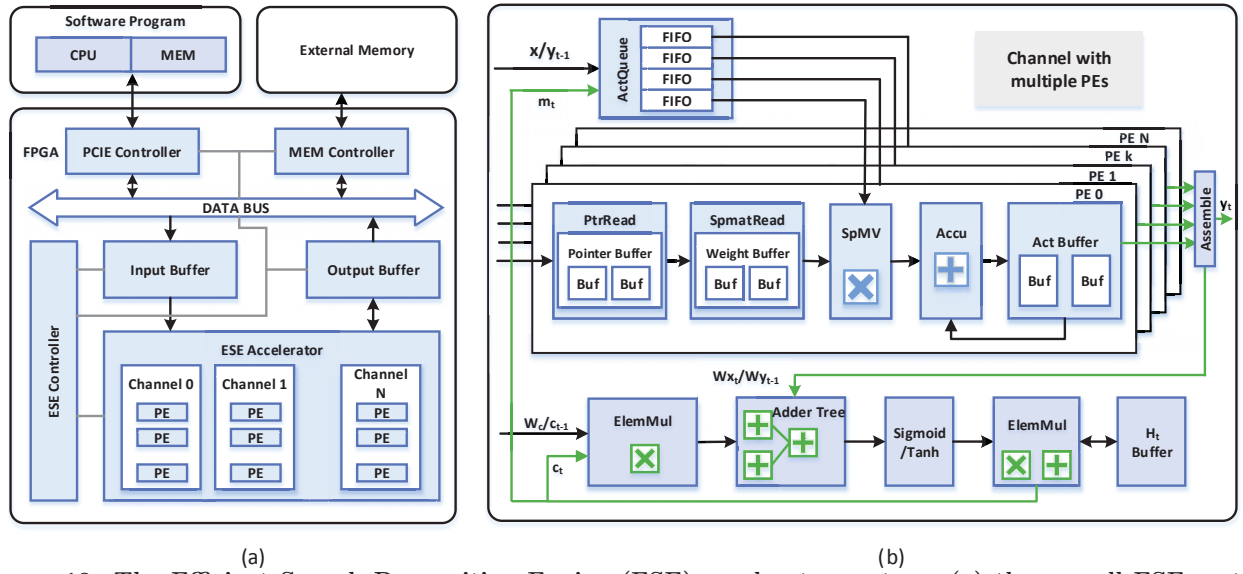 Software Program
CPU
MEM
External Memory
FPGA
PCIE Controller
MEM Controller
DATA BUS
Input Buffer
Output Buffer
ESE Controller
ESE Accelerator
Channel 0
PE
PE
PE
Channel 1
PE
PE
PE
Channel
N
PE
PE
PE
(a)
x/yt-1
mt
ActQueue
FIFO
FIFO
FIFO
FIFO
Channel with
multiple PEs
PE N
PE k
PE 1
PE 0
PtrRead
Pointer Buffer
Buf
Buf
SpmatRead
Weight Buffer
Buf
Buf
SpMV
Accu
Act Buffer
Buf
Buf
Assemble
yt
Wxt/Wyt-1
Wc/ct-1
ct
ElemMul
Adder Tree
Sigmoid
/Tanh
ElemMul
Ht
Buffer
(b)